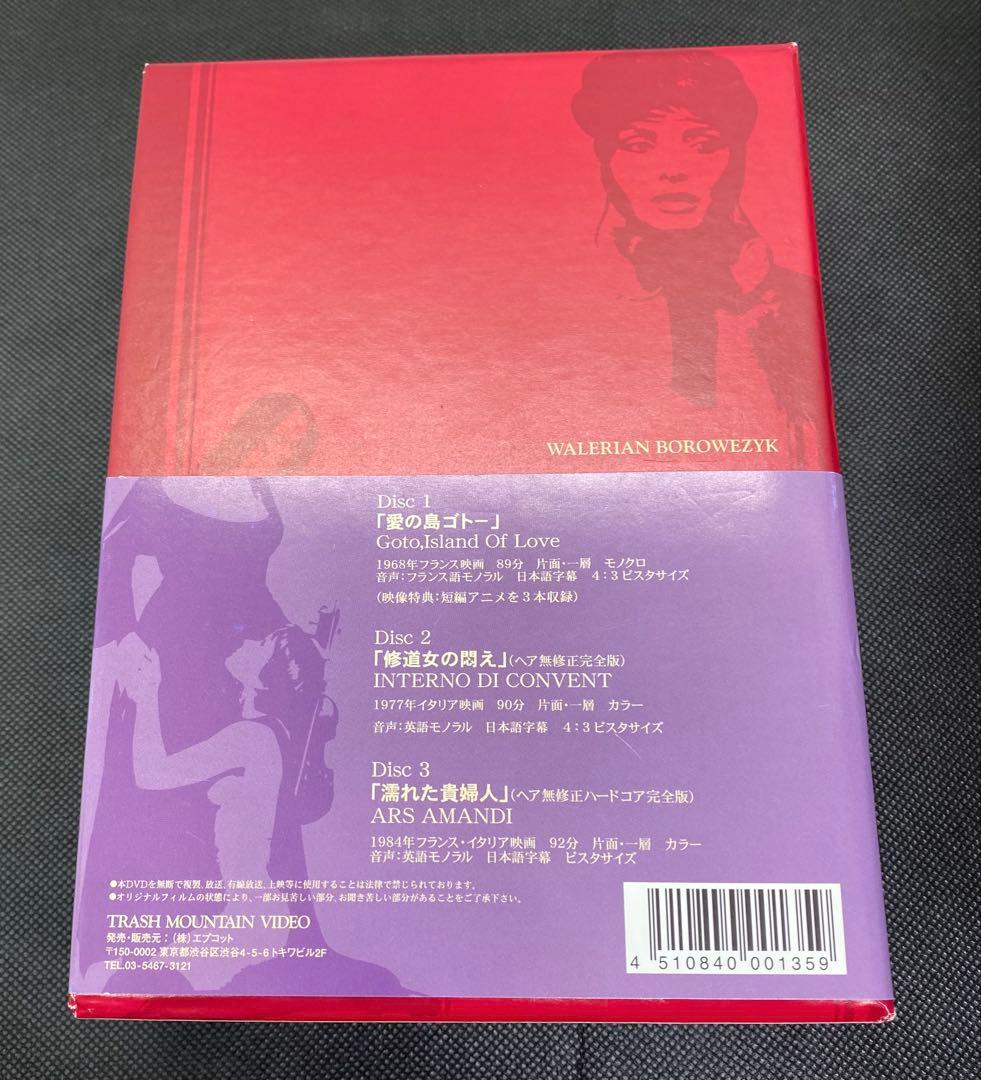 WALERIAN BOROWEZYK
Disc 1
「愛の島ゴトー」
Goto,Island Of Love
1968年フランス映画　89分　片面・一層　モノクロ
音声：フランス語モノラル　日本語字幕　4：3ビスタサイズ
（映像特典：短編アニメを3本収録）
Disc 2
「修道女の悶え」（ヘア無修正完全版）
INTERNO DI CONVENT
1977年イタリア映画　90分　片面・一層　カラー
音声：英語モノラル　日本語字幕　4：3ビスタサイズ
Disc 3
「濡れた貴婦人」（ヘア無修正ハードコア完全版）
ARS AMANDI
1984年フランス・イタリア映画　92分　片面・一層　カラー
音声：英語モノラル　日本語字幕　ビスタサイズ
●本DVDを無断で複製、放送、有線放送、上映等に使用することは法律で禁じられております。
●オリジナルフィルムの状態により、一部お見苦しい部分、お聞き苦しい部分があることをご了承下さい。
TRASH MOUNTAIN VIDEO
発売・販売元：（株）エプコット
〒150-0002 東京都渋谷区渋谷4-5-6トキワビル2F
TEL.03-5467-3121
4 510840 001359